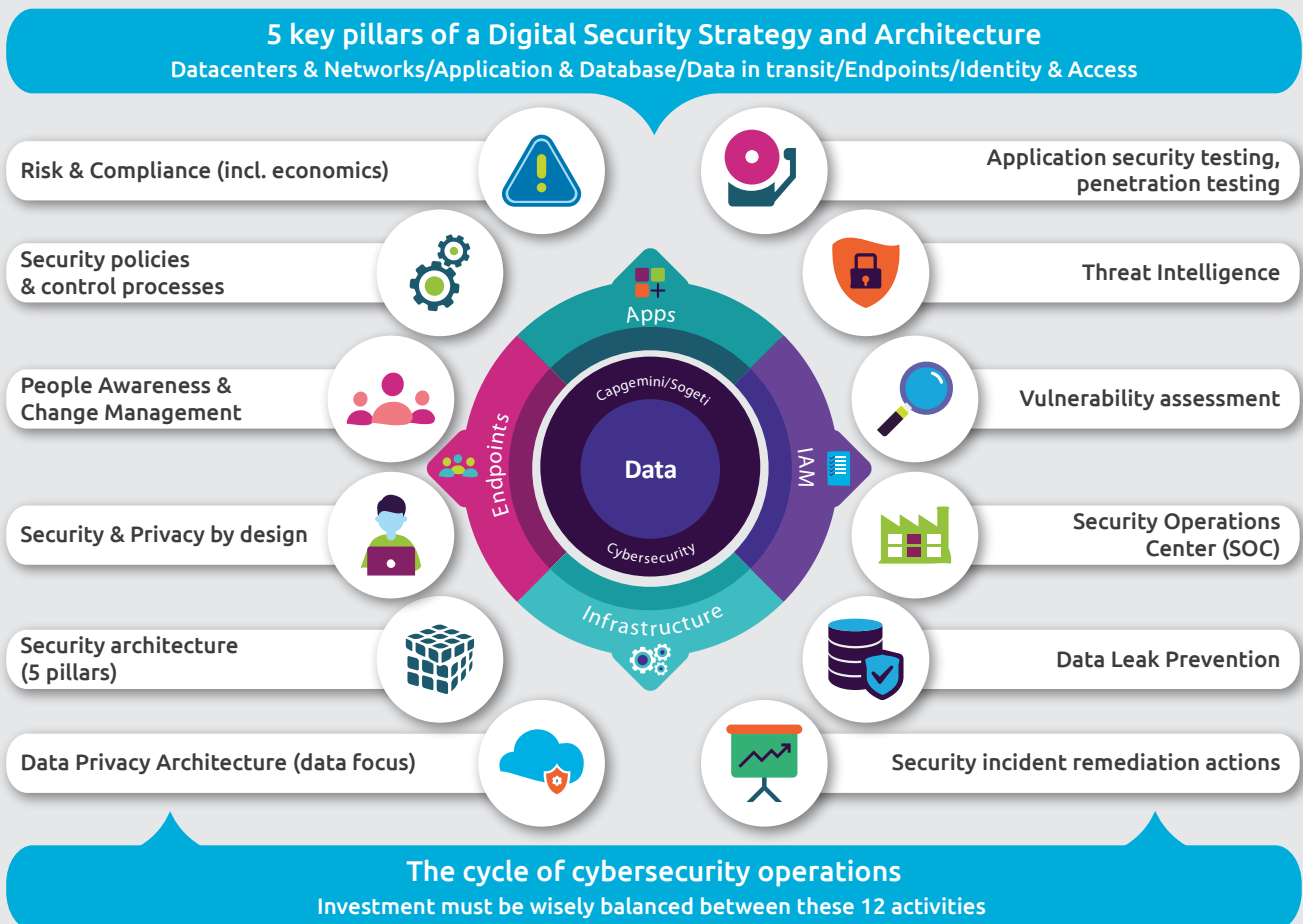 5 key pillars of a Digital Security Strategy and Architecture
Datacenters & Networks/Application & Database/Data in transit/Endpoints/Identity & Access
Risk & Compliance (incl. economics)
Security policies
& control processes
People Awareness &
Change Management
Security & Privacy by design
Security architecture
(5 pillars)
Data Privacy Architecture (data focus)
Apps
Endpoints
Capgemini/Sogeti
Data
Cybersecurity
IAM
Infrastructure
Application security testing,
penetration testing
Threat Intelligence
Vulnerability assessment
Security Operations
Center (SOC)
Data Leak Prevention
Security incident remediation actions
The cycle of cybersecurity operations
Investment must be wisely balanced between these 12 activities